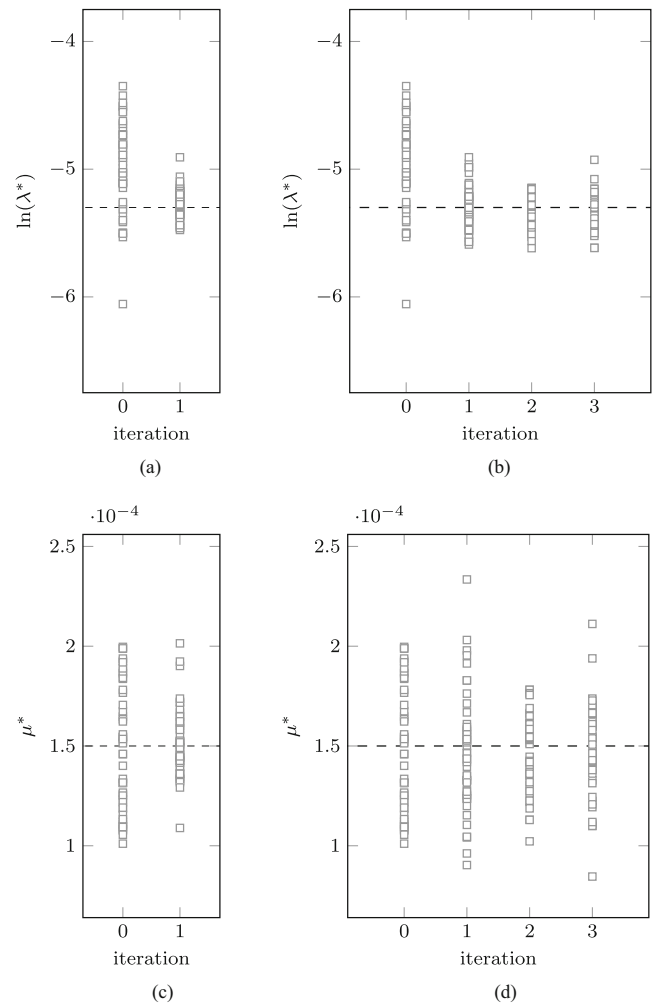 −4
−5
−6
ln(λ*)
0 1
iteration
(a)
−4
−5
−6
ln(λ*)
0 1 2 3
iteration
(b)
·10−4
2.5
2
1.5
1
μ*
0 1
iteration
(c)
·10−4
2.5
2
1.5
1
μ*
0 1 2 3
iteration
(d)